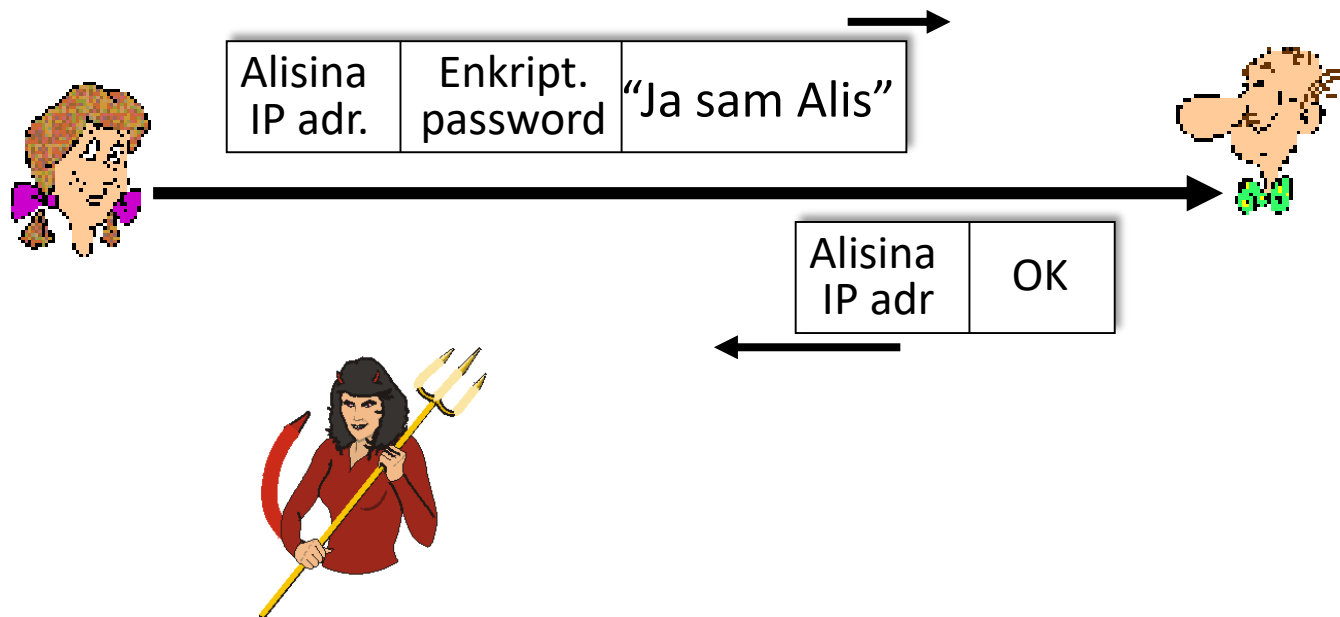 Alisina
IP adr.
Enkript.
password
“Ja sam Alis”
Alisina
IP adr
OK